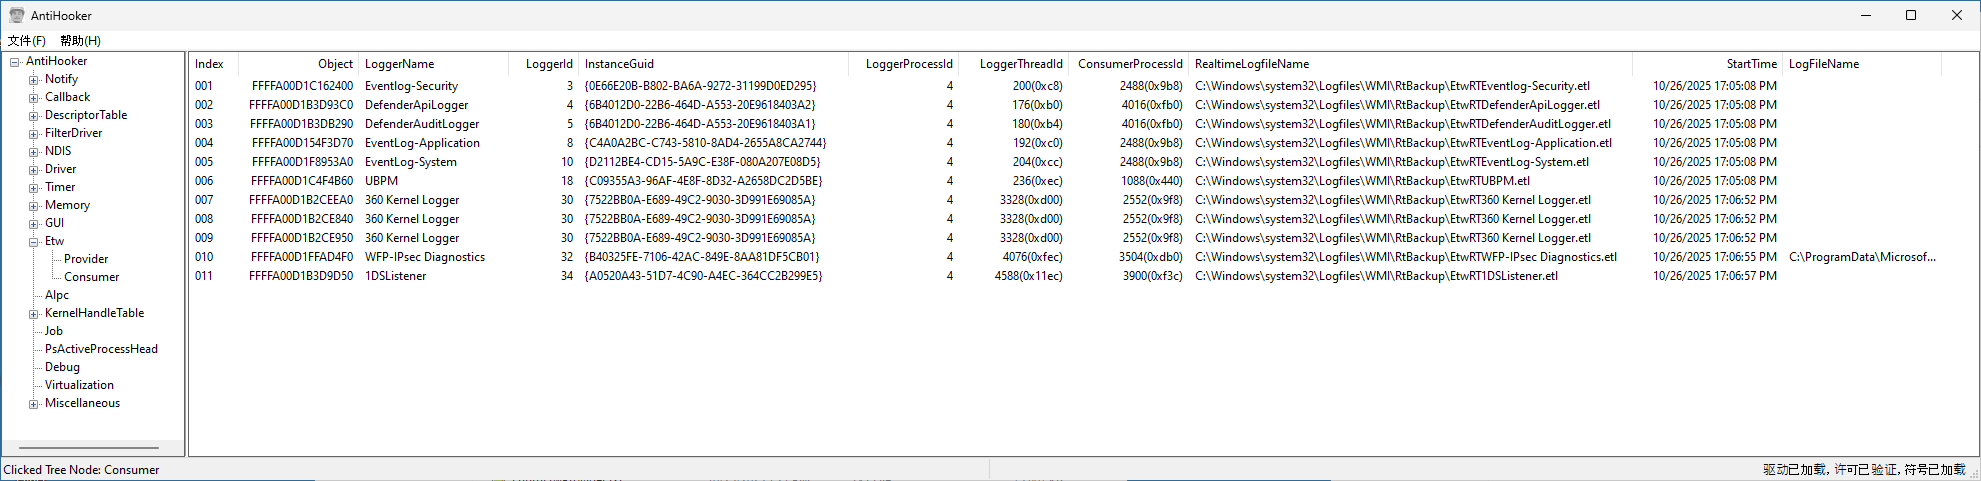 AntiHooker
文件(F) 帮助(H)
AntiHooker
Notify
Callback
DescriptorTable
FilterDriver
NDIS
Driver
Timer
Memory
GUI
Etw
Provider
Consumer
Alpc
KernelHandleTable
Job
PsActiveProcessHead
Debug
Virtualization
Miscellaneous
Index Object LoggerName LoggerId InstanceGuid LoggerProcessId LoggerThreadId ConsumerProcessId RealtimeLogfileName StartTime LogFileName
001 FFFFA00D1C162400 Eventlog-Security 3 {0E66E20B-B802-BA6A-9272-31199D0ED295} 4 200(0xc8) 2488(0x9b8) C:\Windows\system32\Logfiles\WMI\RtBackup\EtwRTEventlog-Security.etl 10/26/2025 17:05:08 PM
002 FFFFA00D1B3D93C0 DefenderApiLogger 4 {6B4012D0-22B6-464D-A553-20E9618403A2} 4 176(0xb0) 4016(0xfb0) C:\Windows\system32\Logfiles\WMI\RtBackup\EtwRTDefenderApiLogger.etl 10/26/2025 17:05:08 PM
003 FFFFA00D1B3DB290 DefenderAuditLogger 5 {6B4012D0-22B6-464D-A553-20E9618403A1} 4 180(0xb4) 4016(0xfb0) C:\Windows\system32\Logfiles\WMI\RtBackup\EtwRTDefenderAuditLogger.etl 10/26/2025 17:05:08 PM
004 FFFFA00D154F3D70 EventLog-Application 8 {C4A0A2BC-C743-5810-8AD4-2655A8CA2744} 4 192(0xc0) 2488(0x9b8) C:\Windows\system32\Logfiles\WMI\RtBackup\EtwRTEventLog-Application.etl 10/26/2025 17:05:08 PM
005 FFFFA00D1F8953A0 EventLog-System 10 {D2112BE4-CD15-5A9C-E38F-080A207E08D5} 4 204(0xcc) 2488(0x9b8) C:\Windows\system32\Logfiles\WMI\RtBackup\EtwRTEventLog-System.etl 10/26/2025 17:05:08 PM
006 FFFFA00D1C4F4B60 UBPM 18 {C09355A3-96AF-4E8F-8D32-A2658DC2D5BE} 4 236(0xec) 1088(0x440) C:\Windows\system32\Logfiles\WMI\RtBackup\EtwRTUBPM.etl 10/26/2025 17:05:08 PM
007 FFFFA00D1B2CEEA0 360 Kernel Logger 30 {7522BB0A-E689-49C2-9030-3D991E69085A} 4 3328(0xd00) 2552(0x9f8) C:\Windows\system32\Logfiles\WMI\RtBackup\EtwRT360 Kernel Logger.etl 10/26/2025 17:06:52 PM
008 FFFFA00D1B2CE840 360 Kernel Logger 30 {7522BB0A-E689-49C2-9030-3D991E69085A} 4 3328(0xd00) 2552(0x9f8) C:\Windows\system32\Logfiles\WMI\RtBackup\EtwRT360 Kernel Logger.etl 10/26/2025 17:06:52 PM
009 FFFFA00D1B2CE950 360 Kernel Logger 30 {7522BB0A-E689-49C2-9030-3D991E69085A} 4 3328(0xd00) 2552(0x9f8) C:\Windows\system32\Logfiles\WMI\RtBackup\EtwRT360 Kernel Logger.etl 10/26/2025 17:06:52 PM
010 FFFFA00D1FFAD4F0 WFP-IPsec Diagnostics 32 {B40325FE-7106-42AC-849E-8AA81DF5CB01} 4 4076(0xfec) 3504(0xdb0) C:\Windows\system32\Logfiles\WMI\RtBackup\EtwRTWFP-IPsec Diagnostics.etl 10/26/2025 17:06:55 PM C:\ProgramData\Microsof...
011 FFFFA00D1B3D9D50 1DSListener 34 {A0520A43-51D7-4C90-A4EC-364CC2B299E5} 4 4588(0x11ec) 3900(0xf3c) C:\Windows\system32\Logfiles\WMI\RtBackup\EtwRT1DSListener.etl 10/26/2025 17:06:57 PM
Clicked Tree Node: Consumer
驱动已加载, 许可已验证, 符号已加载